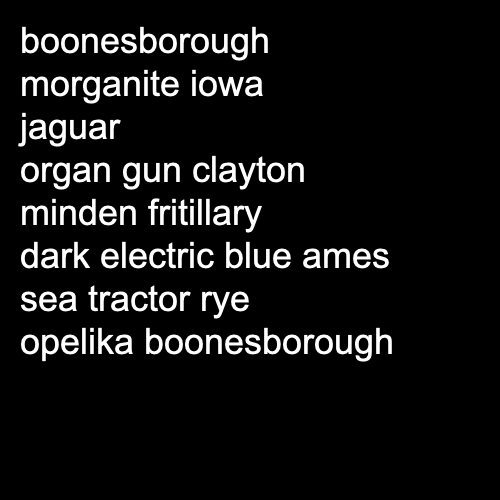 boonesborough
morganite iowa
jaguar
organ gun clayton
minden fritillary
dark electric blue ames
sea tractor rye
opelika boonesborough